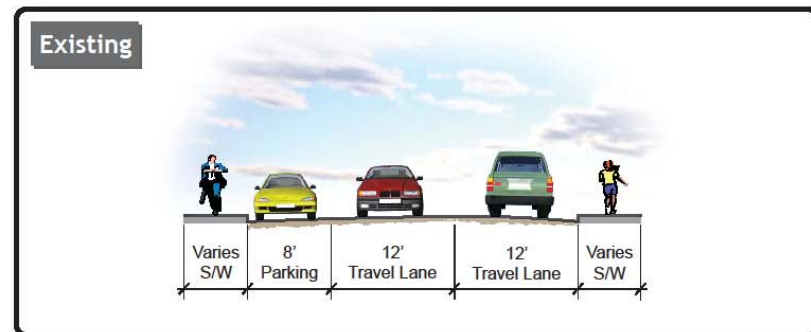 Existing
Varies
S/W
8'
Parking
12'
Travel Lane
12'
Travel Lane
Varies
S/W